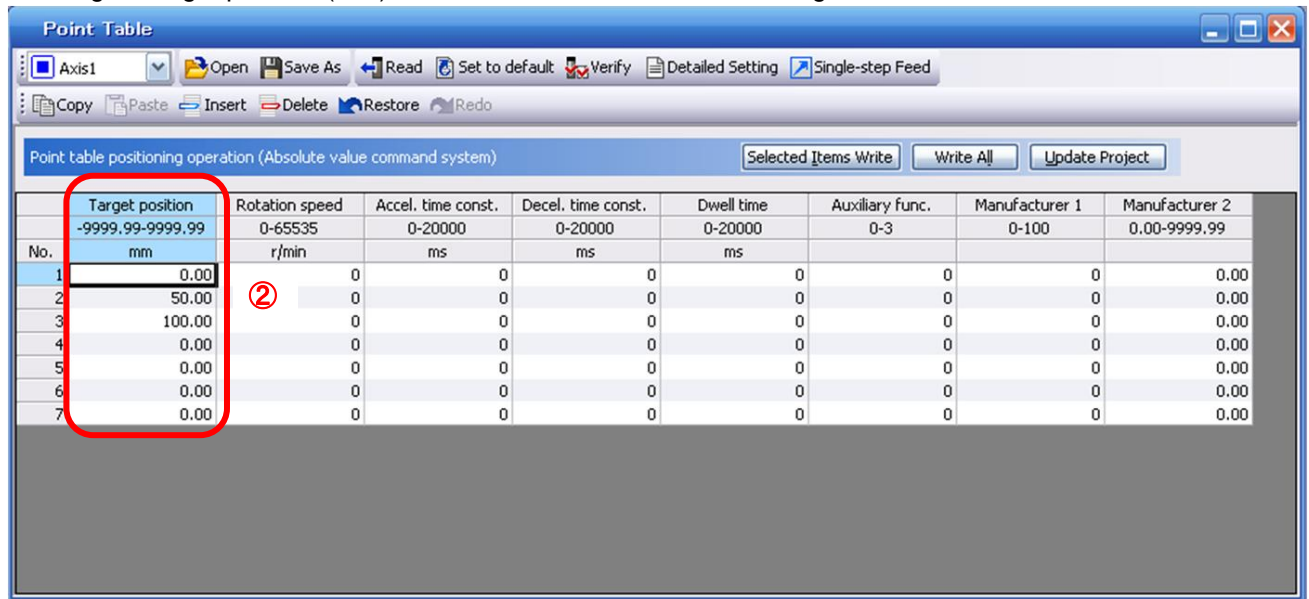 Point Table
Axis1 Open Save As Read Set to default Verify Detailed Setting Single-step Feed
Copy Paste Insert Delete Restore Redo
Point table positioning operation (Absolute value command system) Selected Items Write Write All Update Project
Target position Rotation speed Accel. time const. Decel. time const. Dwell time Auxiliary func. Manufacturer 1 Manufacturer 2
-9999.99-9999.99 0-65535 0-20000 0-20000 0-20000 0-3 0-100 0.00-9999.99
No. mm r/min ms ms ms
1 0.00 0 0 0 0 0 0 0.00
2 50.00 ② 0 0 0 0 0 0 0.00
3 100.00 0 0 0 0 0 0 0.00
4 0.00 0 0 0 0 0 0 0.00
5 0.00 0 0 0 0 0 0 0.00
6 0.00 0 0 0 0 0 0 0.00
7 0.00 0 0 0 0 0 0 0.00